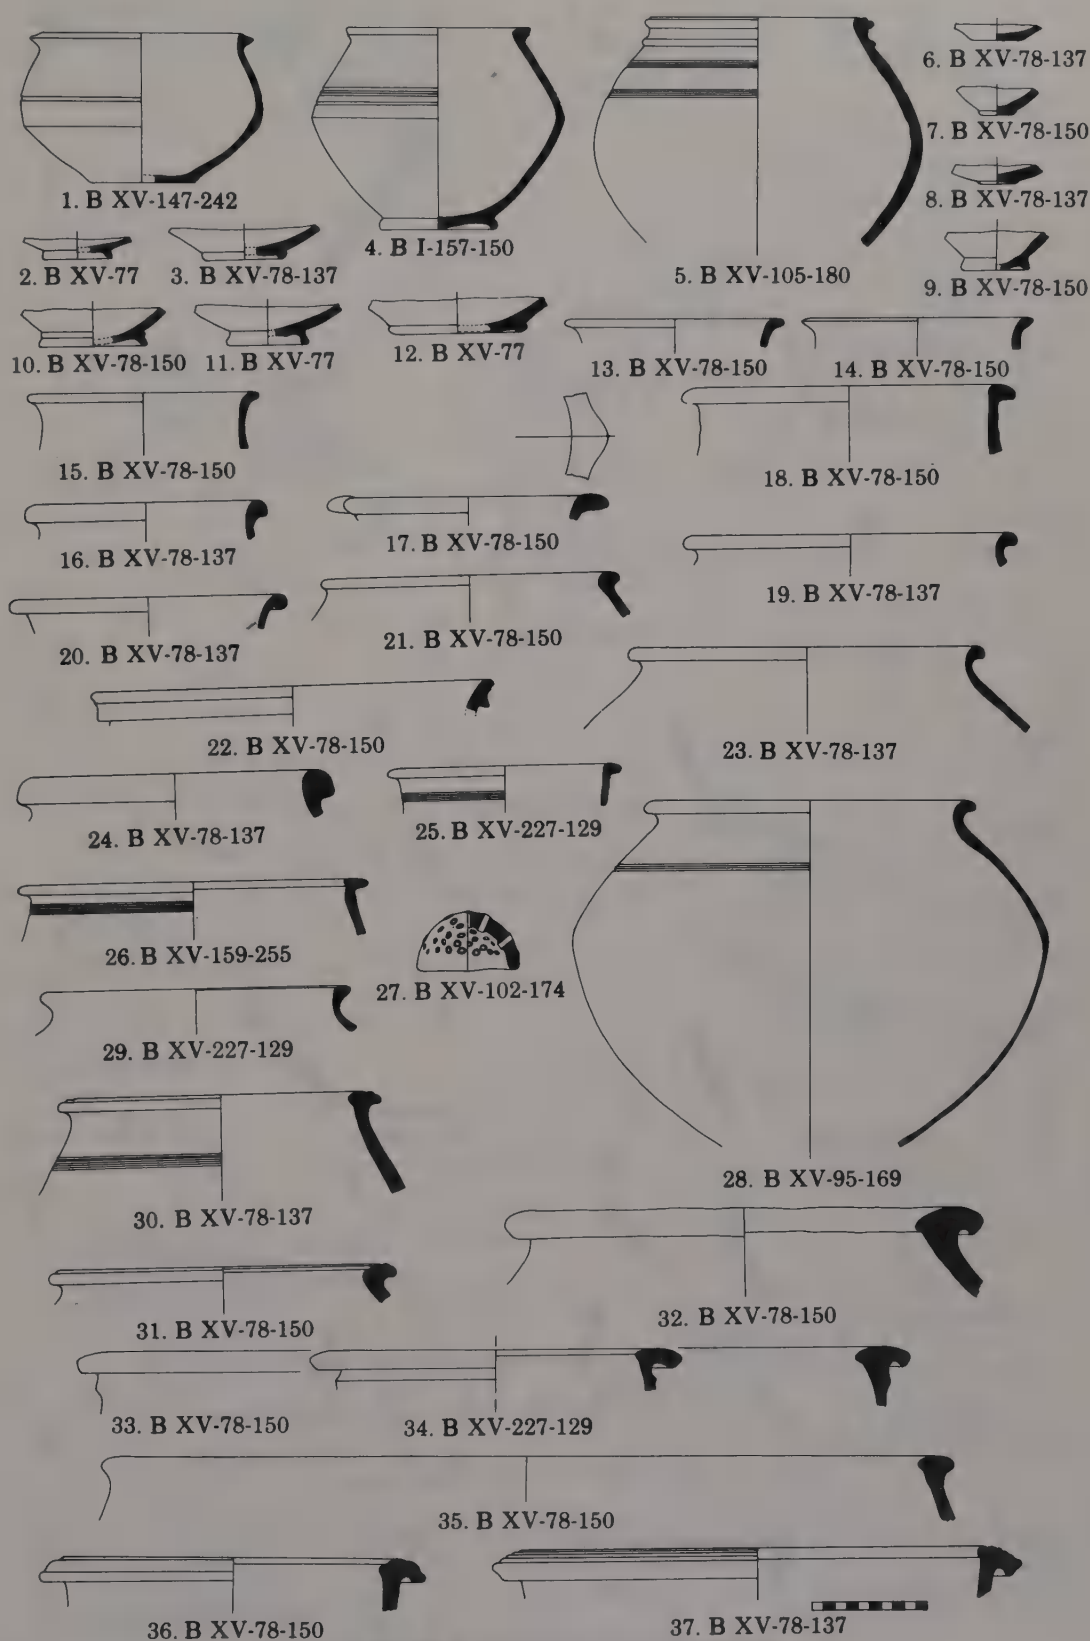 1. B XV-147-242
2. B XV-77
3. B XV-78-137
4. B I-157-150
5. B XV-105-180
6. B XV-78-137
7. B XV-78-150
8. B XV-78-137
9. B XV-78-150
10. B XV-78-150
11. B XV-77
12. B XV-77
13. B XV-78-150
14. B XV-78-150
15. B XV-78-150
16. B XV-78-137
17. B XV-78-150
18. B XV-78-150
19. B XV-78-137
20. B XV-78-137
21. B XV-78-150
22. B XV-78-150
23. B XV-78-137
24. B XV-78-137
25. B XV-227-129
26. B XV-159-255
27. B XV-102-174
28. B XV-95-169
29. B XV-227-129
30. B XV-78-137
31. B XV-78-150
32. B XV-78-150
33. B XV-78-150
34. B XV-227-129
35. B XV-78-150
36. B XV-78-150
37. B XV-78-137